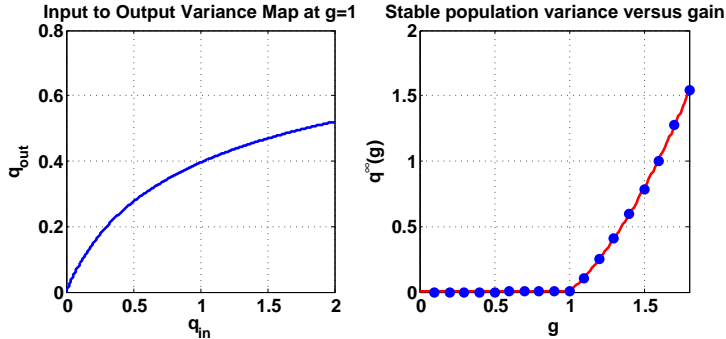 Input to Output Variance Map at g=1
0.8
0.6
0.4
0.2
0
q_out
0 0.5 1 1.5 2
q_in
Stable population variance versus gain
2
1.5
1
0.5
0
q^∞(g)
0 0.5 1 1.5
g